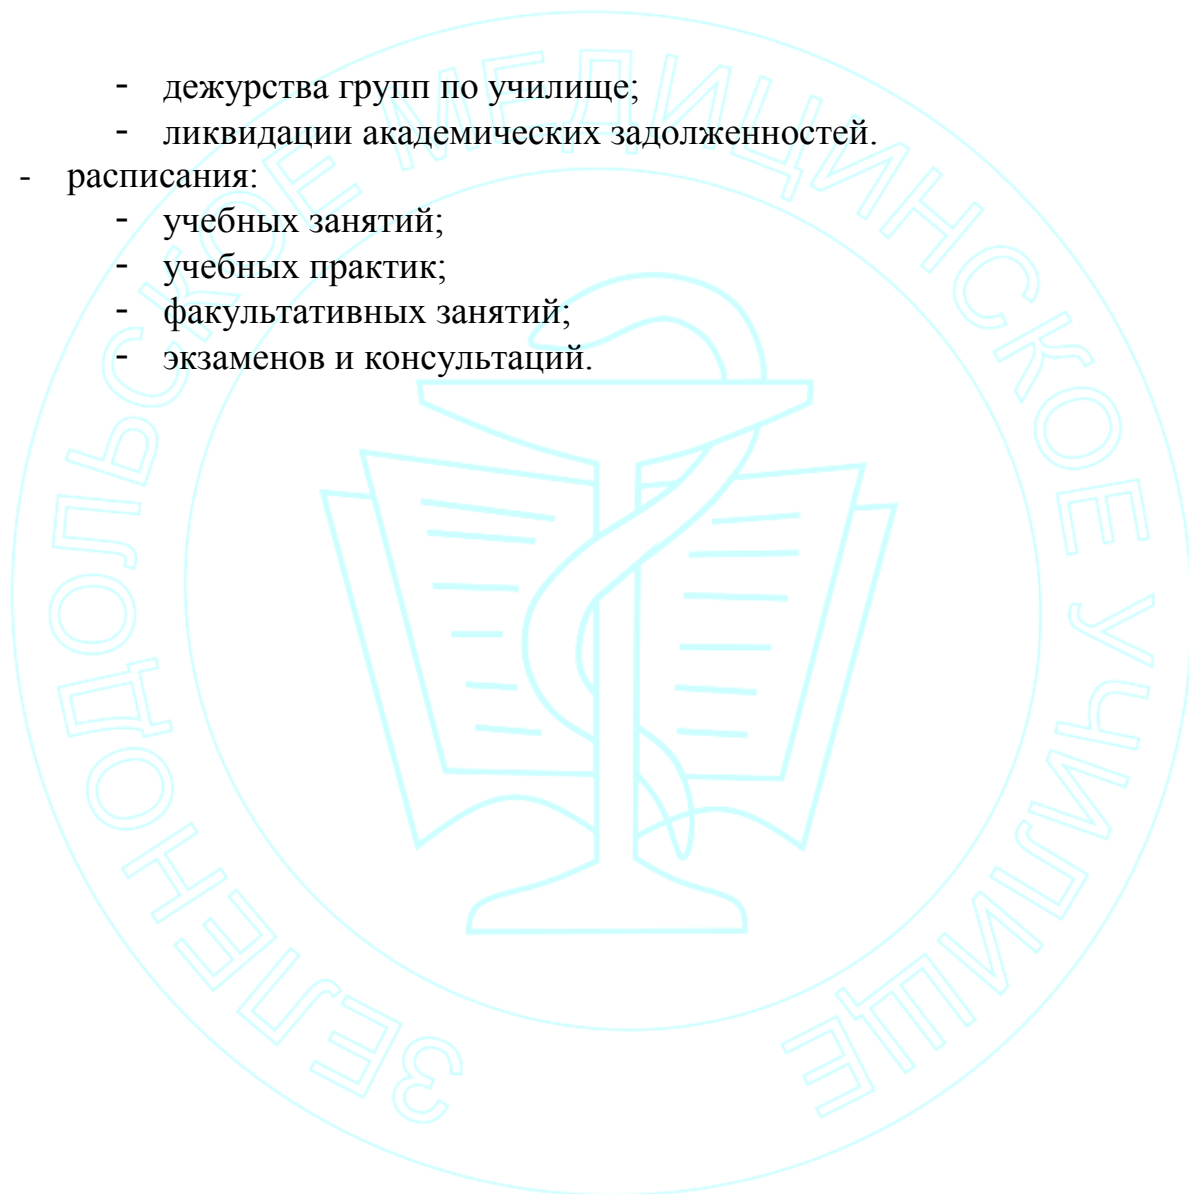 - дежурства групп по училище;
- ликвидации академических задолженностей.
- расписания:
- учебных занятий;
- учебных практик;
- факультативных занятий;
- экзаменов и консультаций.
ЗЕЛЕНОДОЛЬСКОЕ МЕДИЦИНСКОЕ УЧИЛИЩЕ